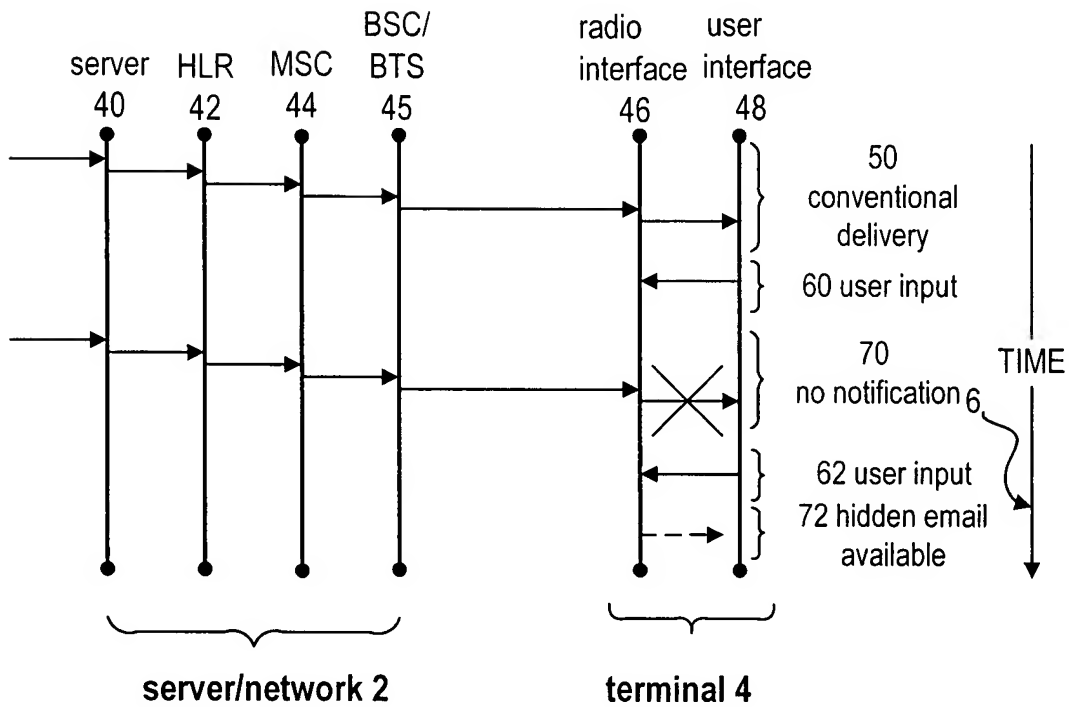 server
40
HLR
42
MSC
44
BSC/
BTS
45
radio
interface
46
user
interface
48
50
conventional
delivery
60 user input
70
no notification
6
TIME
62 user input
72 hidden email
available
server/network 2
terminal 4